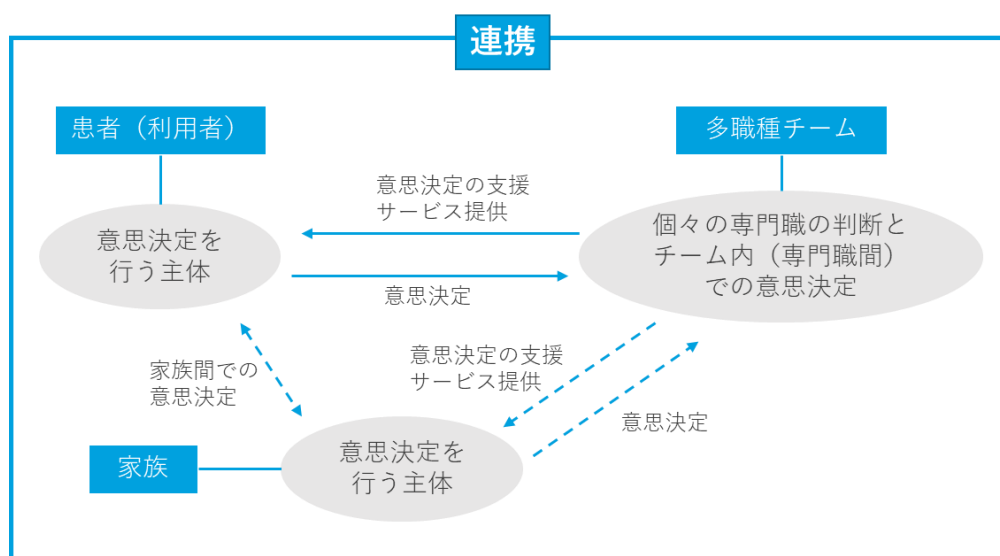 連携
患者（利用者）
多職種チーム
意思決定の支援
サービス提供
意思決定を
行う主体
個々の専門職の判断と
チーム内（専門職間）
での意思決定
意思決定
家族間での
意思決定
意思決定の支援
サービス提供
意思決定
家族
意思決定を
行う主体